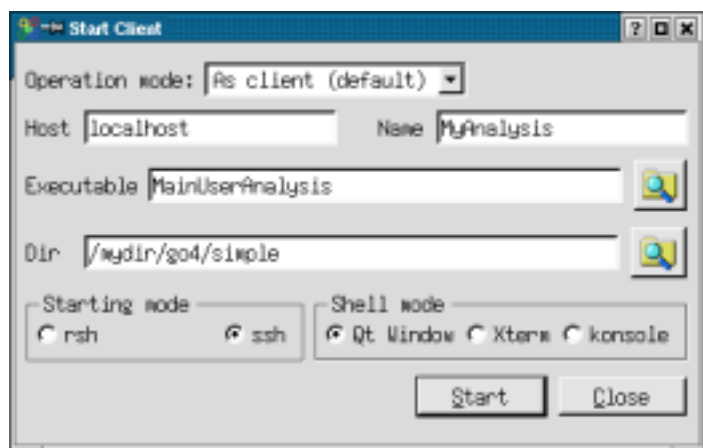 Start Client
Operation mode: As client (default)
Host localhost Name MyAnalysis
Executable MainUserAnalysis
Dir /mydir/go4/simple
Starting mode Shell mode
rsh ssh Qt Window Xterm konsole
Start Close